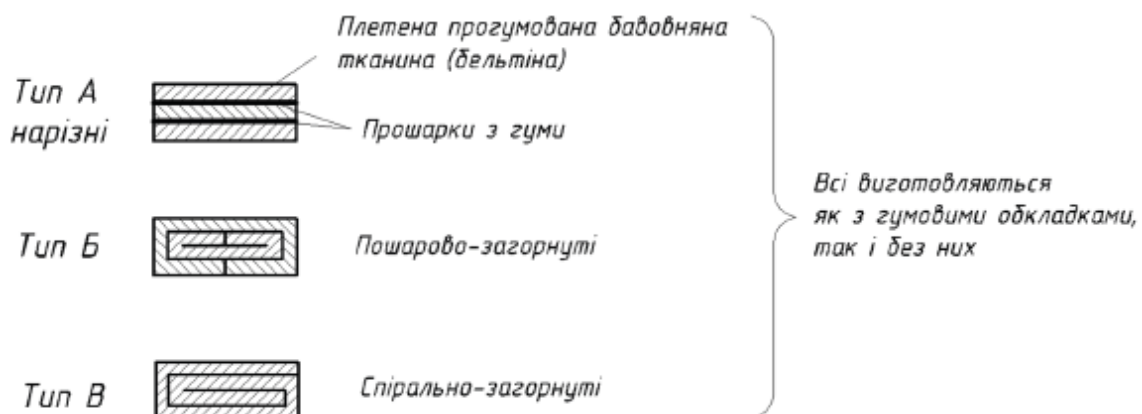 Плетена прогумована бавовняна
тканина (бельтіна)
Тип А
нарізні
Прошарки з гуми
Всі виготовляються
як з гумовими обкладками,
так і без них
Тип Б
Пошарово-загорнуті
Тип В
Спірально-загорнуті